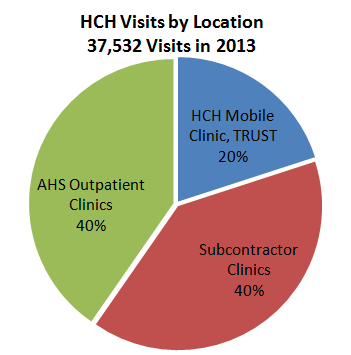 HCH Visits by Location
37,532 Visits in 2013
HCH Mobile
Clinic, TRUST
20%
AHS Outpatient
Clinics
40%
Subcontractor
Clinics
40%